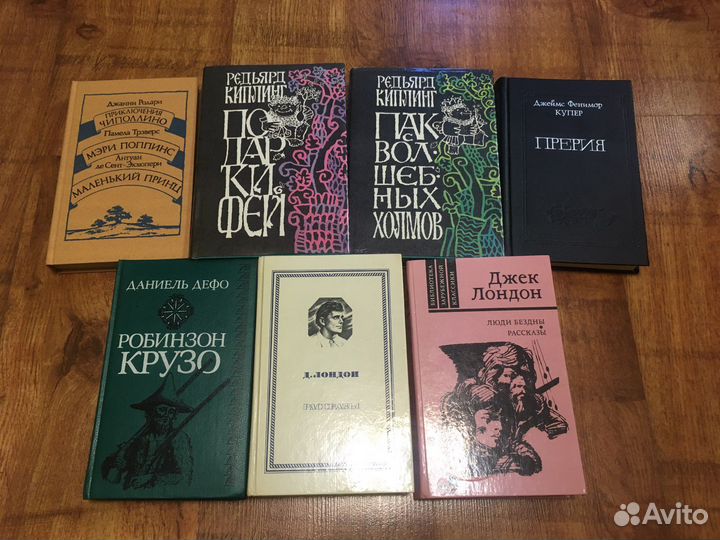 Джанни Родари
ПРИКЛЮЧЕНИЯ
ЧИПОЛЛИНО
Памела Трэверс
МЭРИ ПОППИНС
Антуан
де Сент-Экзюпери
МАЛЕНЬКИЙ ПРИНЦ
РЕДЬЯРД
КИПЛИНГ
ПО
ДАР
КИ
ФЕЙ
РЕДЬЯРД
КИПЛИНГ
ПАК
С
ВОЛ-
ШЕБ-
НЫХ
ХОЛМОВ
Джеймс Фенимор
КУПЕР
ПРЕРИЯ
ДАНИЕЛЬ ДЕФО
РОБИНЗОН
КРУЗО
Д. ЛОНДОН
БИБЛИОТЕКА
ЗАРУБЕЖНОЙ
КЛАССИКИ
Джек
Лондон
ЛЮДИ БЕЗДНЫ
РАССКАЗЫ
Avito